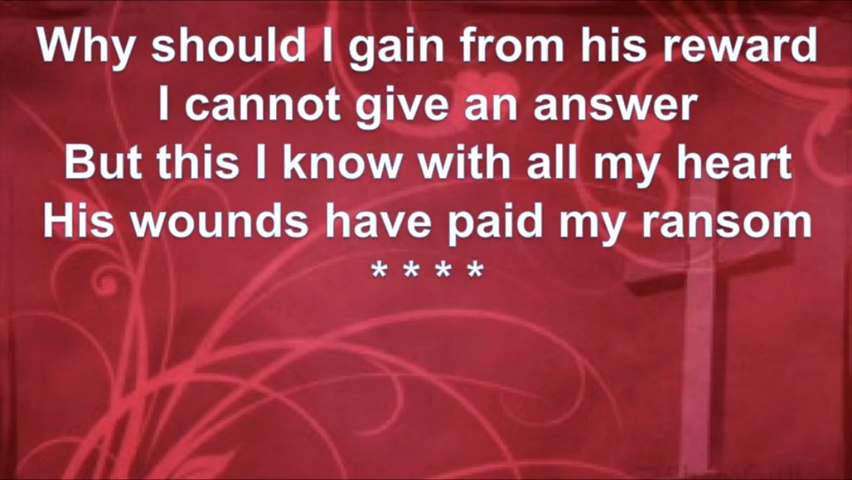 Why should I gain from his reward
I cannot give an answer
But this I know with all my heart
His wounds have paid my ransom
* * * *